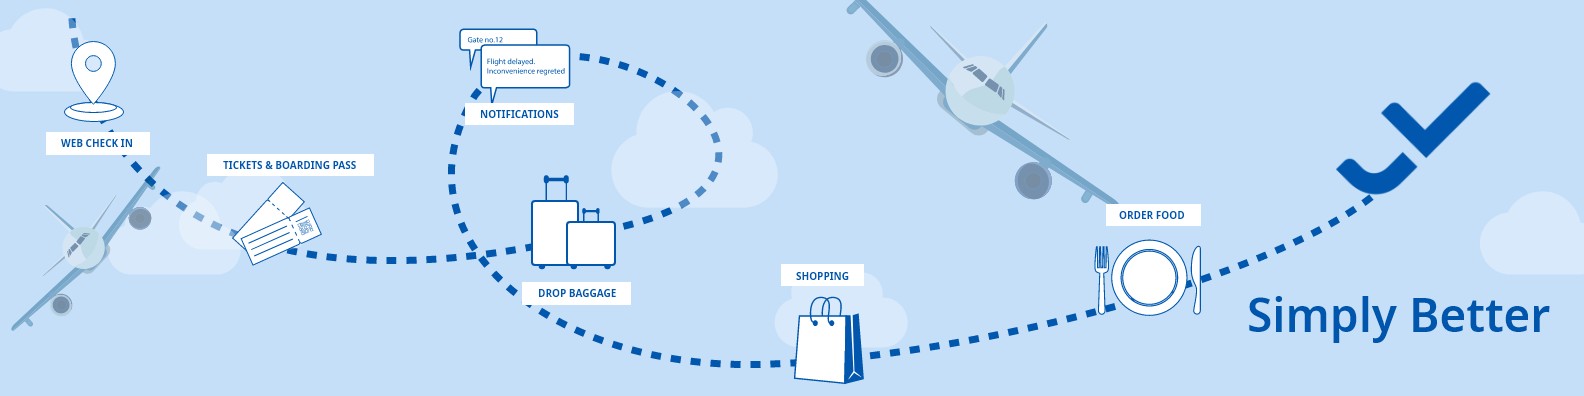 WEB CHECK IN
TICKETS & BOARDING PASS
Gate no.12
Flight delayed.
Inconvenience regreted
NOTIFICATIONS
DROP BAGGAGE
SHOPPING
ORDER FOOD
Simply Better